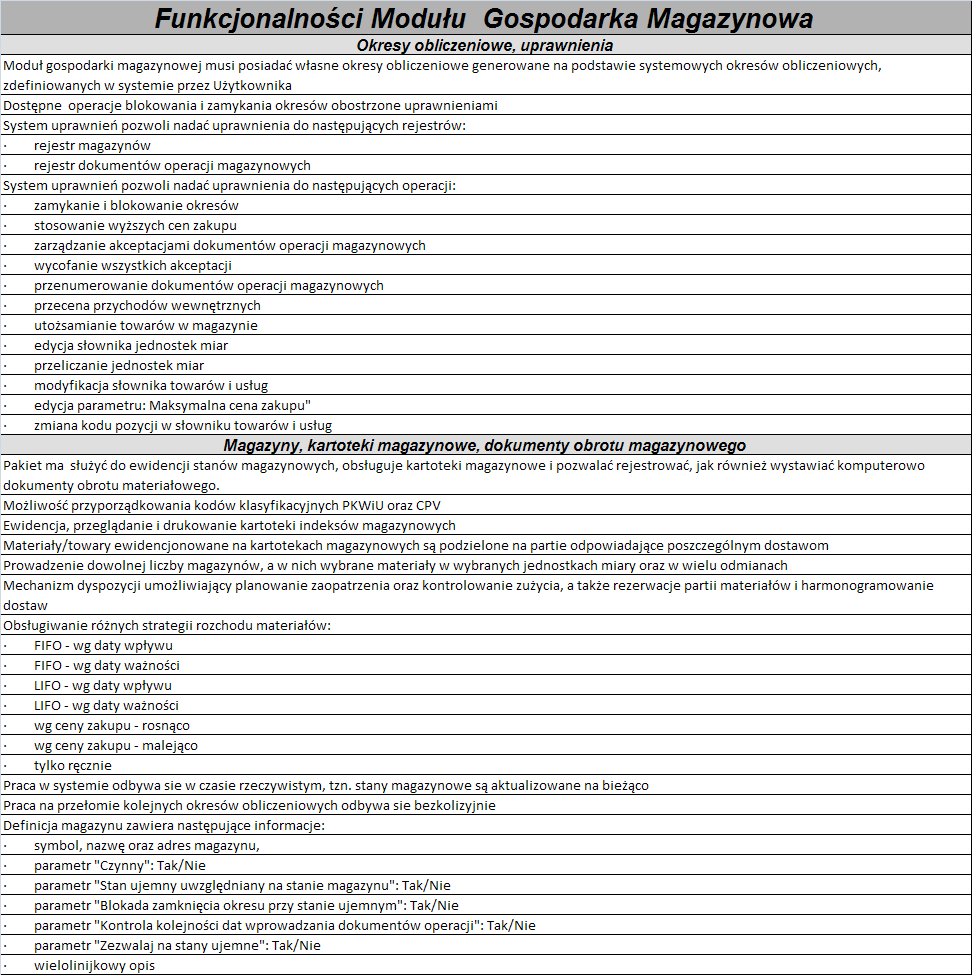 Funkcjonalności Modułu  Gospodarka Magazynowa
Okresy obliczeniowe, uprawnienia
Moduł gospodarki magazynowej musi posiadać własne okresy obliczeniowe generowane na podstawie systemowych okresów obliczeniowych,
zdefiniowanych w systemie przez Użytkownika
Dostępne  operacje blokowania i zamykania okresów obostrzone uprawnieniami
System uprawnień pozwoli nadać uprawnienia do następujących rejestrów:
· rejestr magazynów
· rejestr dokumentów operacji magazynowych
System uprawnień pozwoli nadać uprawnienia do następujących operacji:
· zamykanie i blokowanie okresów
· stosowanie wyższych cen zakupu
· zarządzanie akceptacjami dokumentów operacji magazynowych
· wycofanie wszystkich akceptacji
· przenumerowanie dokumentów operacji magazynowych
· przecena przychodów wewnętrznych
· utożsamianie towarów w magazynie
· edycja słownika jednostek miar
· przeliczanie jednostek miar
· modyfikacja słownika towarów i usług
· edycja parametru: Maksymalna cena zakupu"
· zmiana kodu pozycji w słowniku towarów i usług
Magazyny, kartoteki magazynowe, dokumenty obrotu magazynowego
Pakiet ma  służyć do ewidencji stanów magazynowych, obsługuje kartoteki magazynowe i pozwalać rejestrować, jak również wystawiać komputerowo
dokumenty obrotu materiałowego.
Możliwość przyporządkowania kodów klasyfikacyjnych PKWiU oraz CPV
Ewidencja, przeglądanie i drukowanie kartoteki indeksów magazynowych
Materiały/towary ewidencjonowane na kartotekach magazynowych są podzielone na partie odpowiadające poszczególnym dostawom
Prowadzenie dowolnej liczby magazynów, a w nich wybrane materiały w wybranych jednostkach miary oraz w wielu odmianach
Mechanizm dyspozycji umożliwiający planowanie zaopatrzenia oraz kontrolowanie zużycia, a także rezerwacje partii materiałów i harmonogramowanie
dostaw
Obsługiwanie różnych strategii rozchodu materiałów:
· FIFO - wg daty wpływu
· FIFO - wg daty ważności
· LIFO - wg daty wpływu
· LIFO - wg daty ważności
· wg ceny zakupu - rosnąco
· wg ceny zakupu - malejąco
· tylko ręcznie
Praca w systemie odbywa sie w czasie rzeczywistym, tzn. stany magazynowe są aktualizowane na bieżąco
Praca na przełomie kolejnych okresów obliczeniowych odbywa sie bezkolizyjnie
Definicja magazynu zawiera następujące informacje:
· symbol, nazwę oraz adres magazynu,
· parametr "Czynny": Tak/Nie
· parametr "Stan ujemny uwzględniany na stanie magazynu": Tak/Nie
· parametr "Blokada zamknięcia okresu przy stanie ujemnym": Tak/Nie
· parametr "Kontrola kolejności dat wprowadzania dokumentów operacji": Tak/Nie
· parametr "Zezwalaj na stany ujemne": Tak/Nie
· wielolinijkowy opis